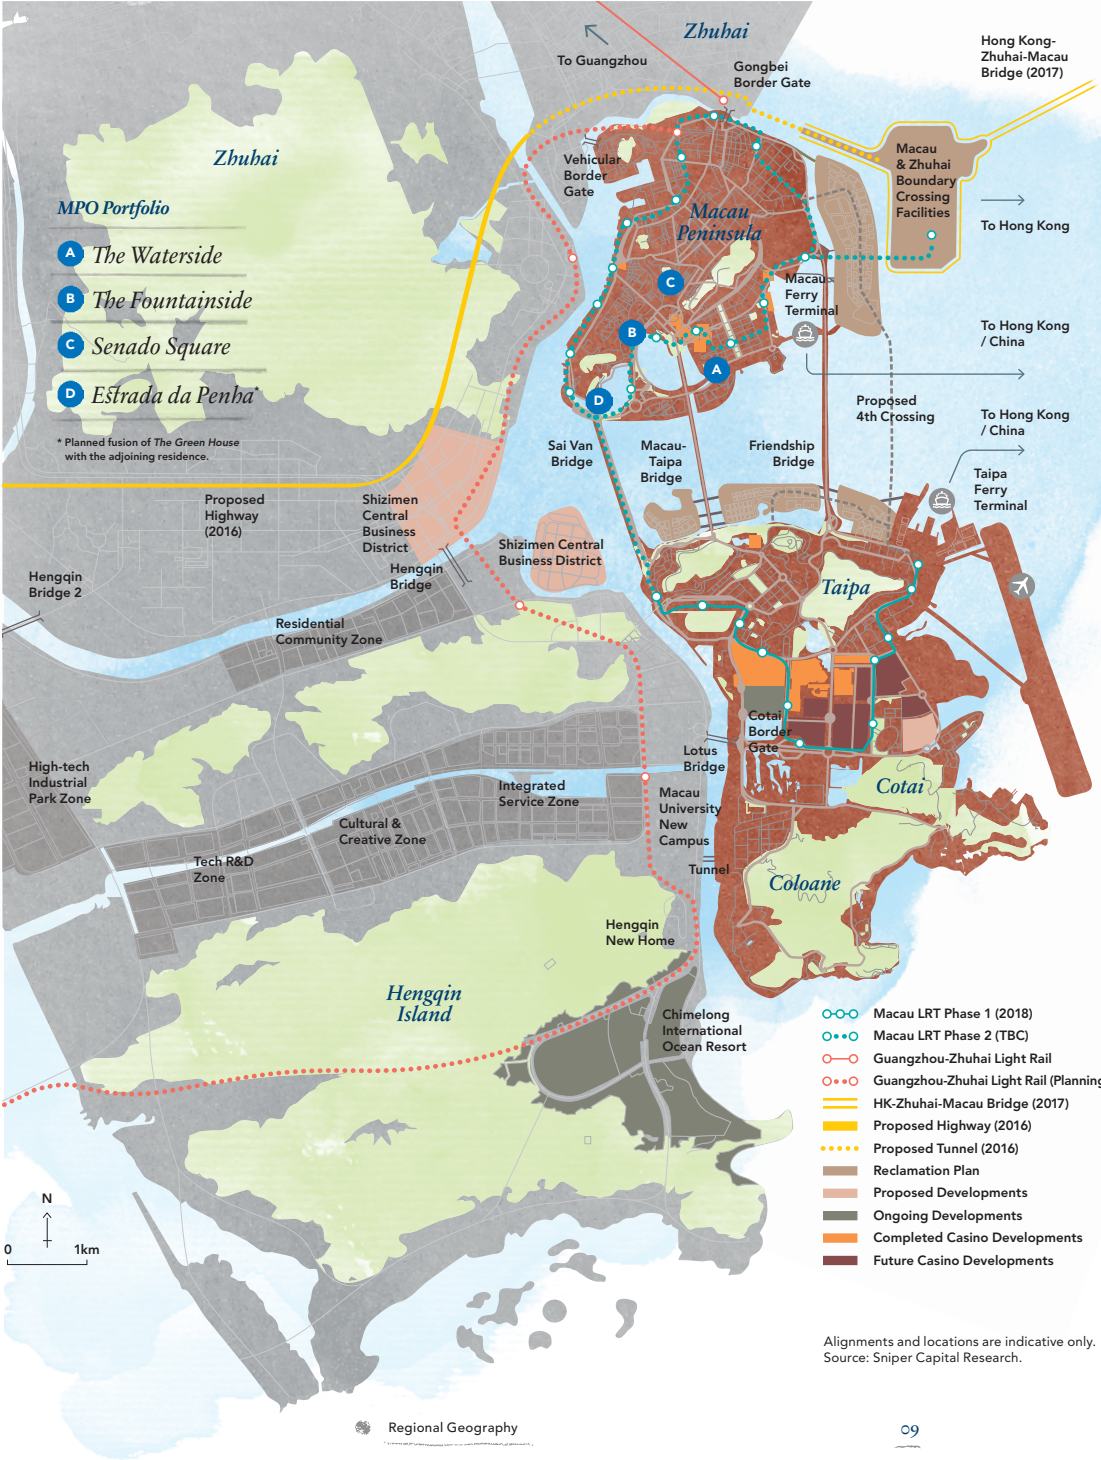 Zhuhai
To Guangzhou
Gongbei
Border Gate
Hong Kong-
Zhuhai-Macau
Bridge (2017)
Zhuhai
Vehicular
Border
Gate
Macau
& Zhuhai
Boundary
Crossing
Facilities
Macau
Peninsula
To Hong Kong
MPO Portfolio
A The Waterside
B The Fountainside
C Senado Square
D Estrada da Penha*
* Planned fusion of The Green House
with the adjoining residence.
C
B
A
D
Macau
Ferry
Terminal
To Hong Kong
/ China
Proposed
4th Crossing
To Hong Kong
/ China
Sai Van
Bridge
Macau-
Taipa
Bridge
Friendship
Bridge
Taipa
Ferry
Terminal
Proposed
Highway
(2016)
Shizimen
Central
Business
District
Shizimen Central
Business District
Hengqin
Bridge
Hengqin
Bridge 2
Taipa
Residential
Community Zone
Cotai
Border
Gate
Lotus
Bridge
High-tech
Industrial
Park Zone
Integrated
Service Zone
Macau
University
New
Campus
Cotai
Cultural &
Creative Zone
Tech R&D
Zone
Tunnel
Coloane
Hengqin
New Home
Hengqin
Island
Chimelong
International
Ocean Resort
Macau LRT Phase 1 (2018)
Macau LRT Phase 2 (TBC)
Guangzhou-Zhuhai Light Rail
Guangzhou-Zhuhai Light Rail (Planning
HK-Zhuhai-Macau Bridge (2017)
Proposed Highway (2016)
Proposed Tunnel (2016)
Reclamation Plan
Proposed Developments
Ongoing Developments
Completed Casino Developments
Future Casino Developments
N
0 1km
Alignments and locations are indicative only.
Source: Sniper Capital Research.
Regional Geography
09